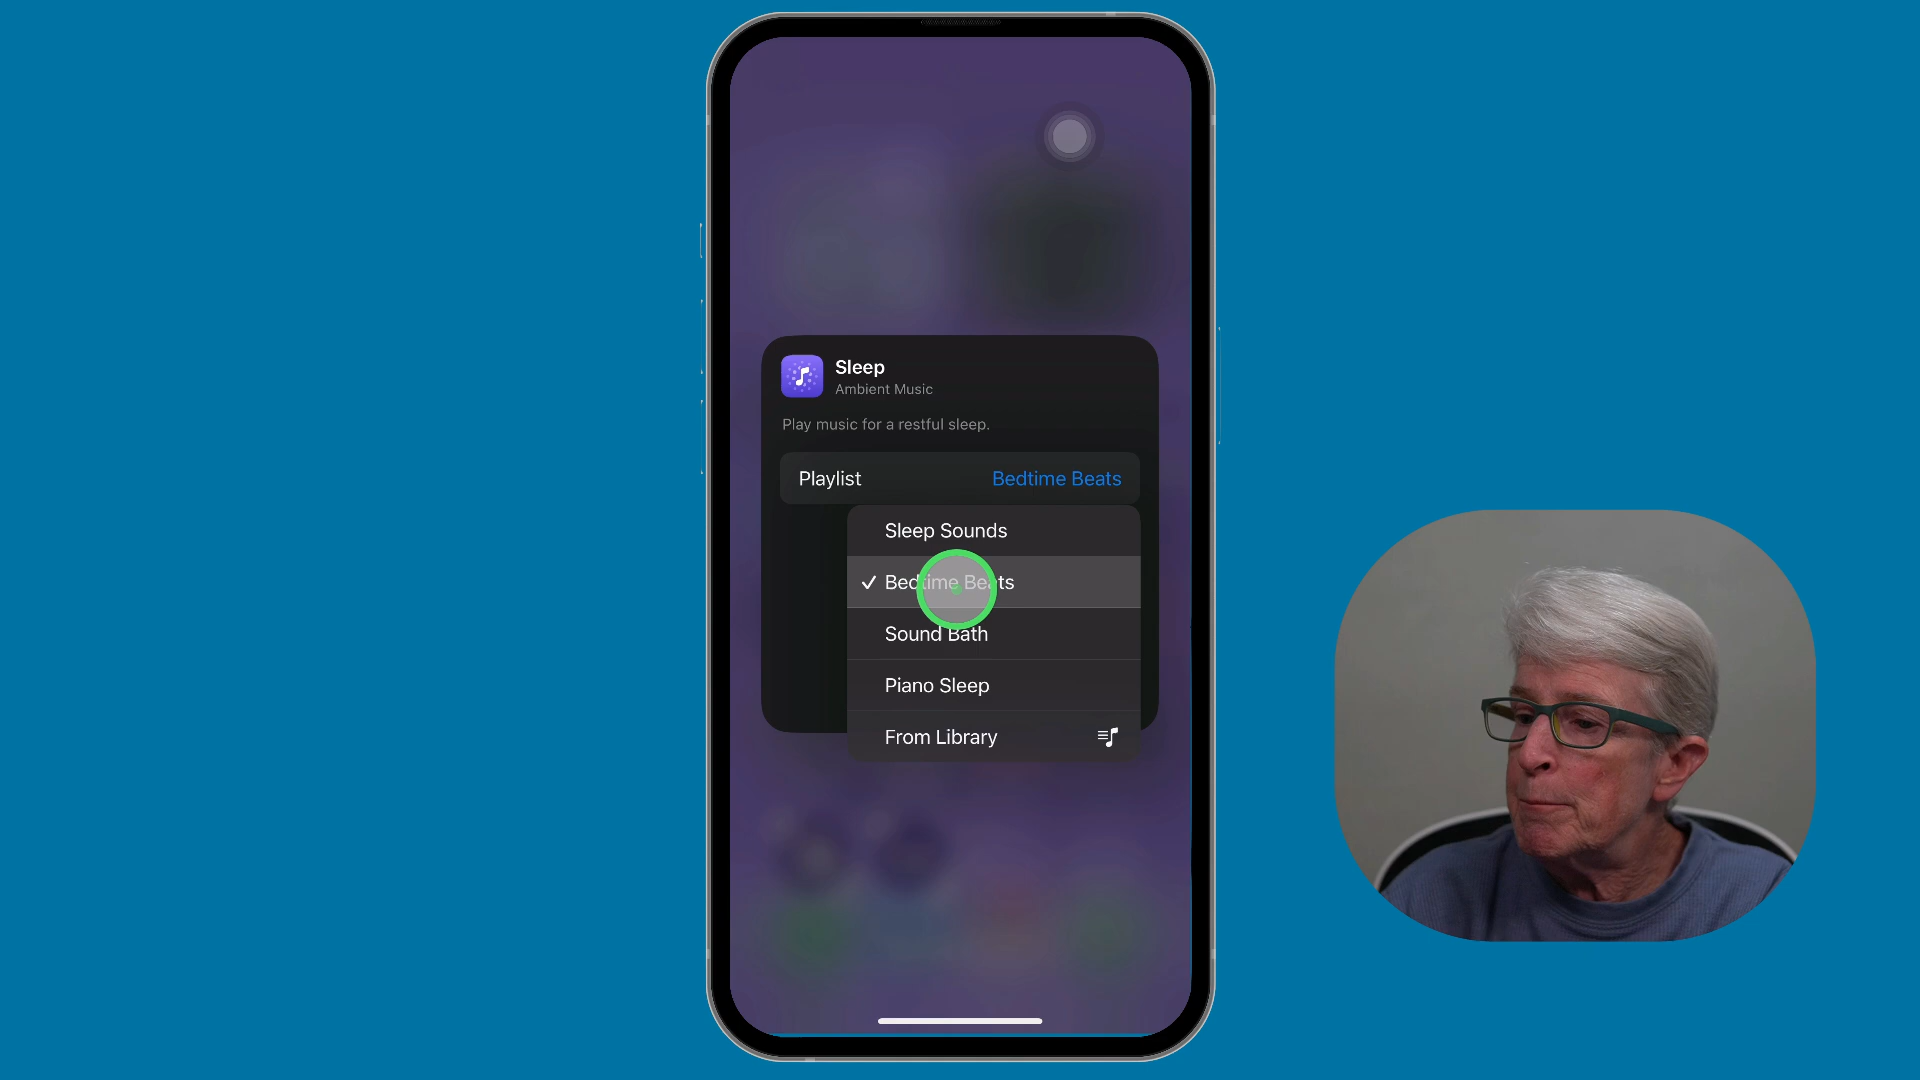 Sleep
Ambient Music
Play music for a restful sleep.
Playlist Bedtime Beats
Sleep Sounds
Bedtime Beats
Sound Bath
Piano Sleep
From Library